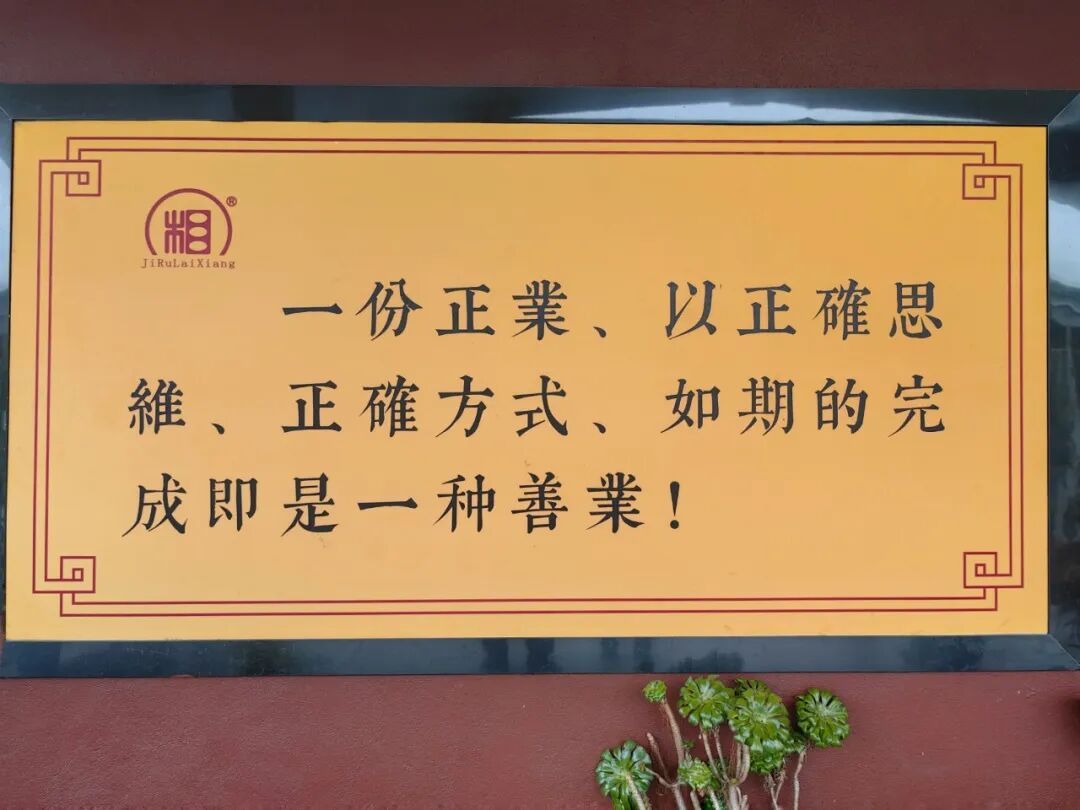 相®
JiRuLaiXiang
一份正業、以正確思
維、正確方式、如期的完
成即是一种善業!